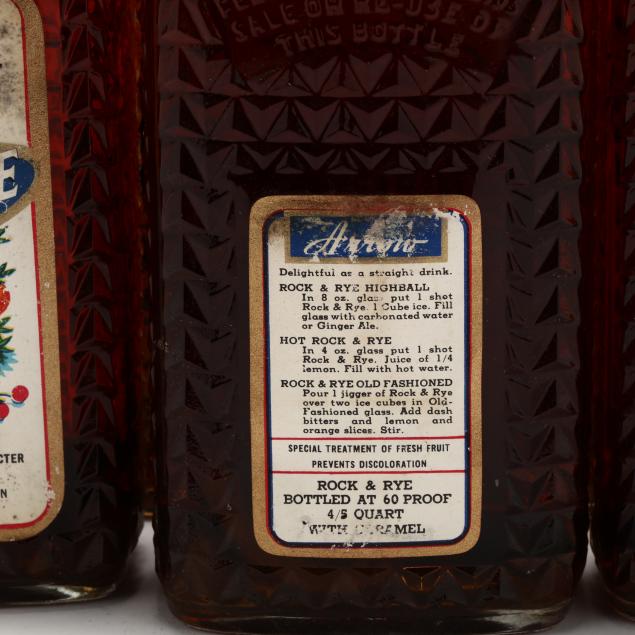 SALE OR RE-USE OF
THIS BOTTLE
E
CTER
N
Arrow
Delightful as a straight drink.
ROCK & RYE HIGHBALL
In 8 oz. glass put 1 shot
Rock & Rye. 1 Cube ice. Fill
glass with carbonated water
or Ginger Ale.
HOT ROCK & RYE
In 4 oz. glass put 1 shot
Rock & Rye. Juice of 1/4
lemon. Fill with hot water.
ROCK & RYE OLD FASHIONED
Pour 1 jigger of Rock & Rye
over two ice cubes in Old-
Fashioned glass. Add dash
bitters and lemon and
orange slices. Stir.
SPECIAL TREATMENT OF FRESH FRUIT
PREVENTS DISCOLORATION
ROCK & RYE
BOTTLED AT 60 PROOF
4/5 QUART
WITH CARAMEL